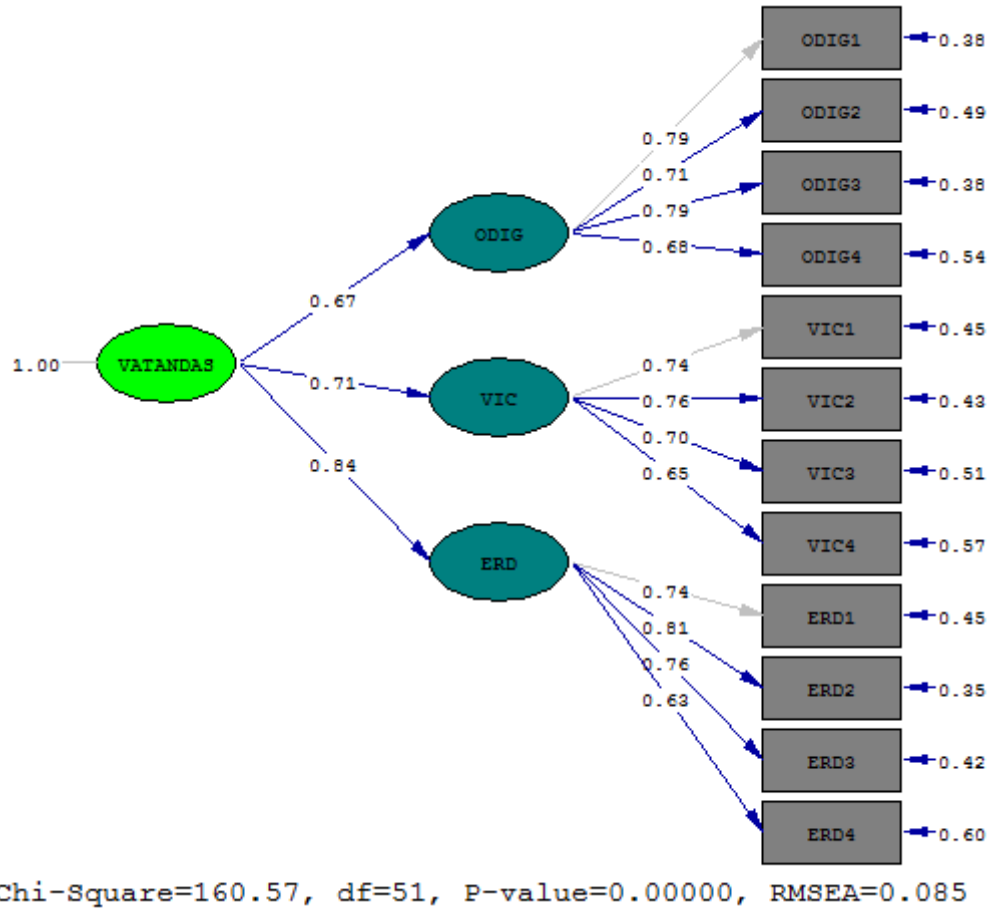 ODIG1
0.38
0.79
ODIG2
0.49
0.71
ODIG3
0.38
0.79
ODIG
ODIG4
0.54
0.68
0.67
VIC1
0.45
1.00
VATANDAS
0.74
0.71
VIC
0.76
VIC2
0.43
0.70
VIC3
0.51
0.65
0.84
VIC4
0.57
ERD
0.74
ERD1
0.45
0.81
0.76
ERD2
0.35
0.63
ERD3
0.42
ERD4
0.60
Chi-Square=160.57, df=51, P-value=0.00000, RMSEA=0.085